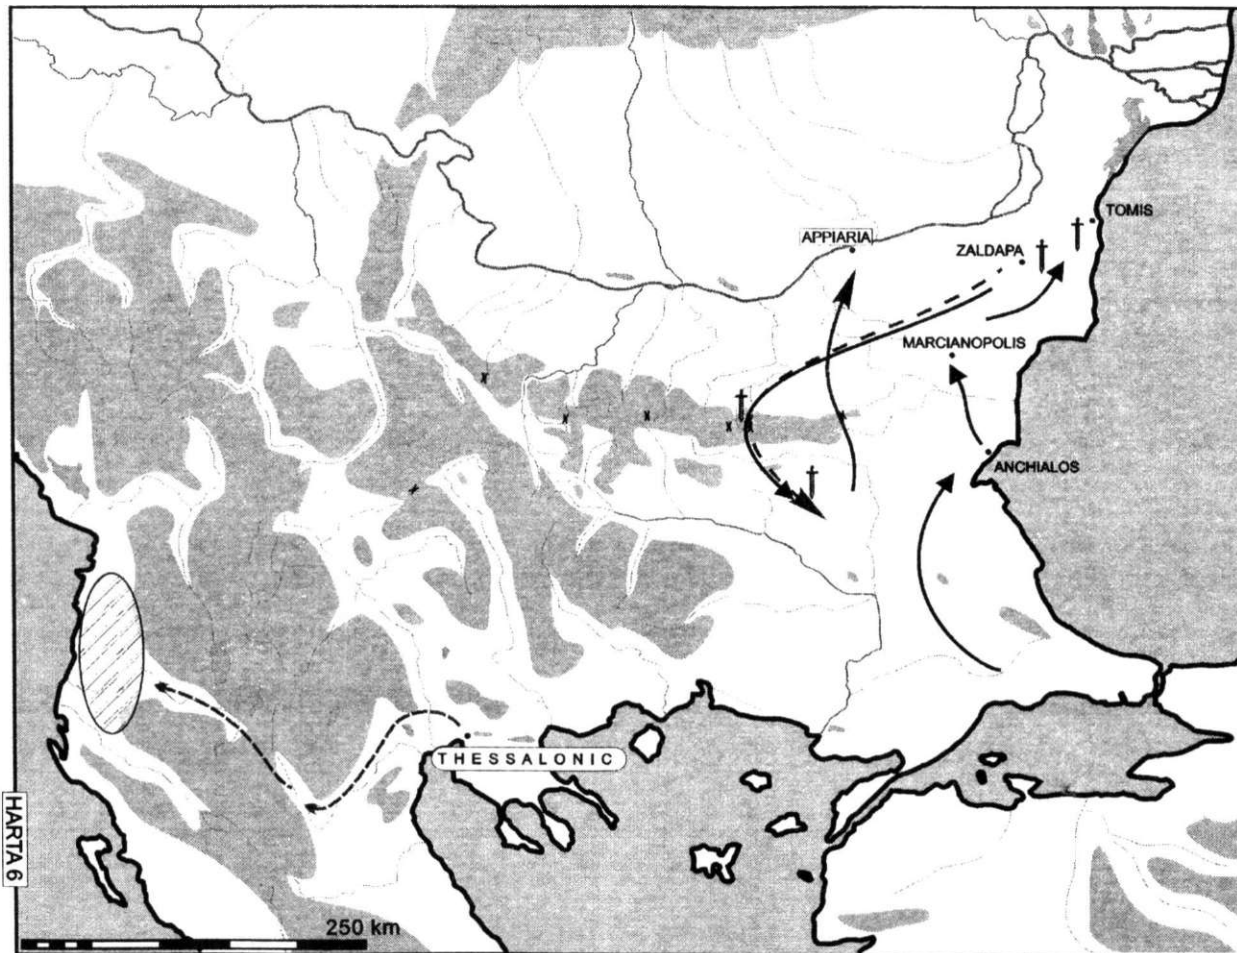 TOMIS
APPIARIA
ZALDAPA
MARCIANOPOLIS
ANCHIALOS
THESSALONIC
HARTA 6
250 km